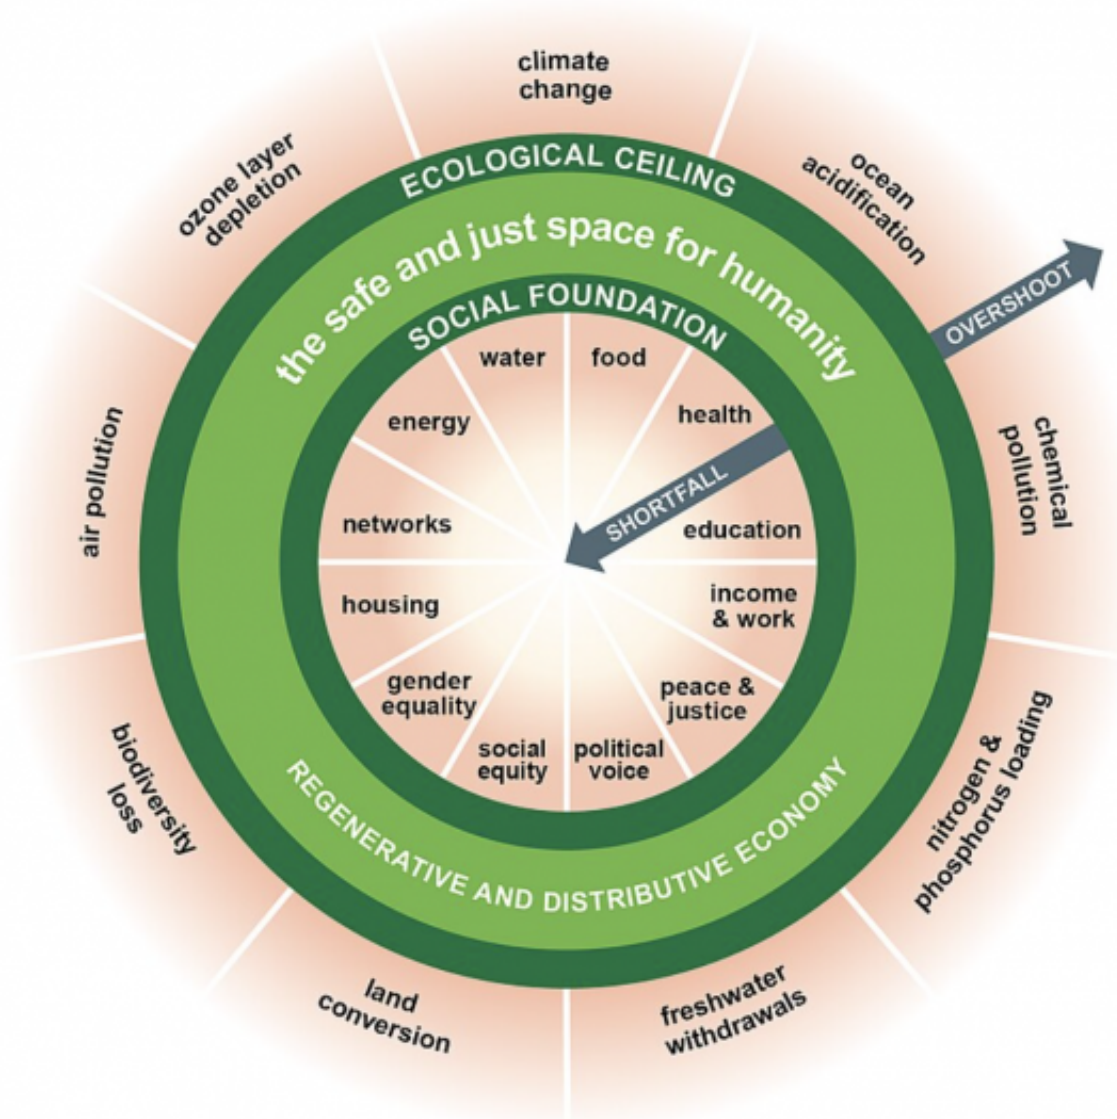 climate
change
ozone layer
depletion
ocean
acidification
ECOLOGICAL CEILING
the safe and just space for humanity
OVERSHOOT
SOCIAL FOUNDATION
water
food
energy
health
SHORTFALL
air pollution
chemical
pollution
networks
education
housing
income
& work
gender
equality
peace &
justice
social
equity
political
voice
biodiversity
loss
nitrogen &
phosphorus loading
REGENERATIVE AND DISTRIBUTIVE ECONOMY
land
conversion
freshwater
withdrawals